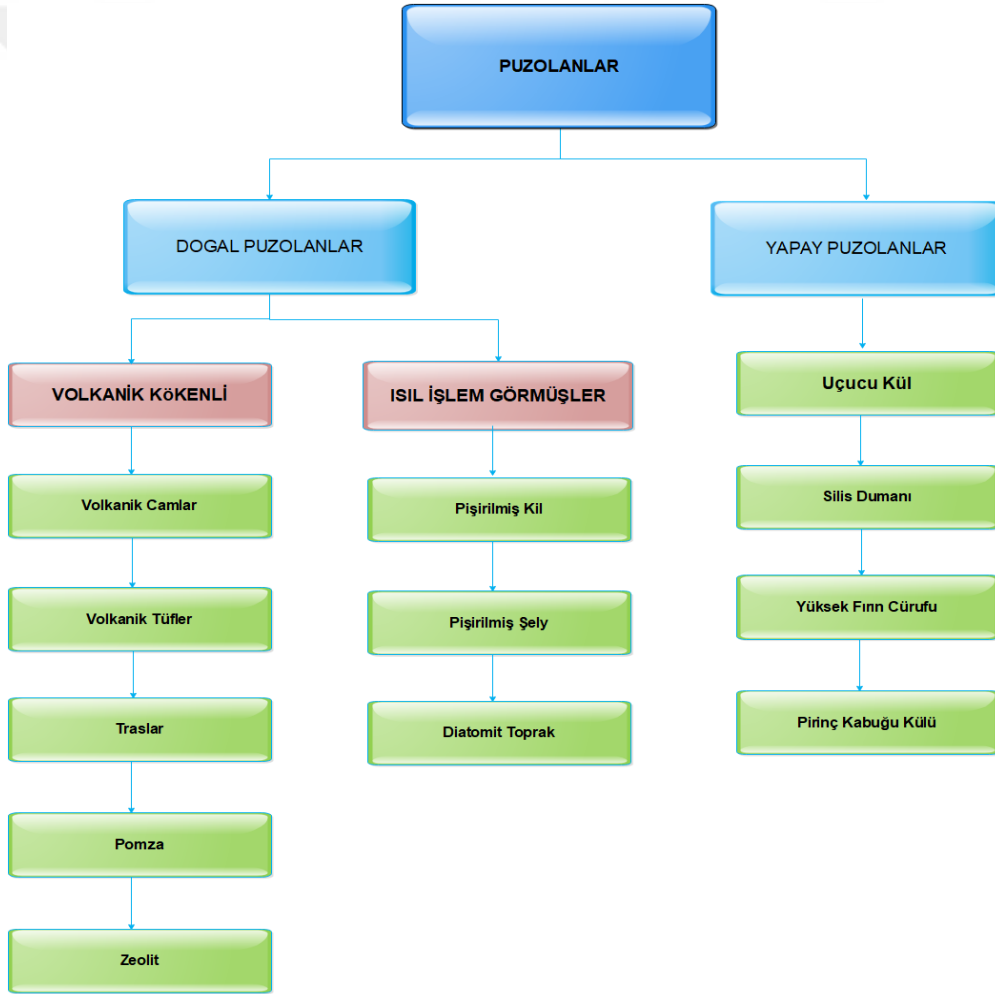 PUZOLANLAR
DOGAL PUZOLANLAR
YAPAY PUZOLANLAR
VOLKANİK KöKENLİ
ISIL İŞLEM GÖRMÜŞLER
Uçucu Kül
Volkanik Camlar
Pişirilmiş Kil
Silis Dumanı
Volkanik Tüfler
Pişirilmiş Şely
Yüksek Fırın Cürufu
Traslar
Diatomit Toprak
Pirinç Kabuğu Külü
Pomza
Zeolit